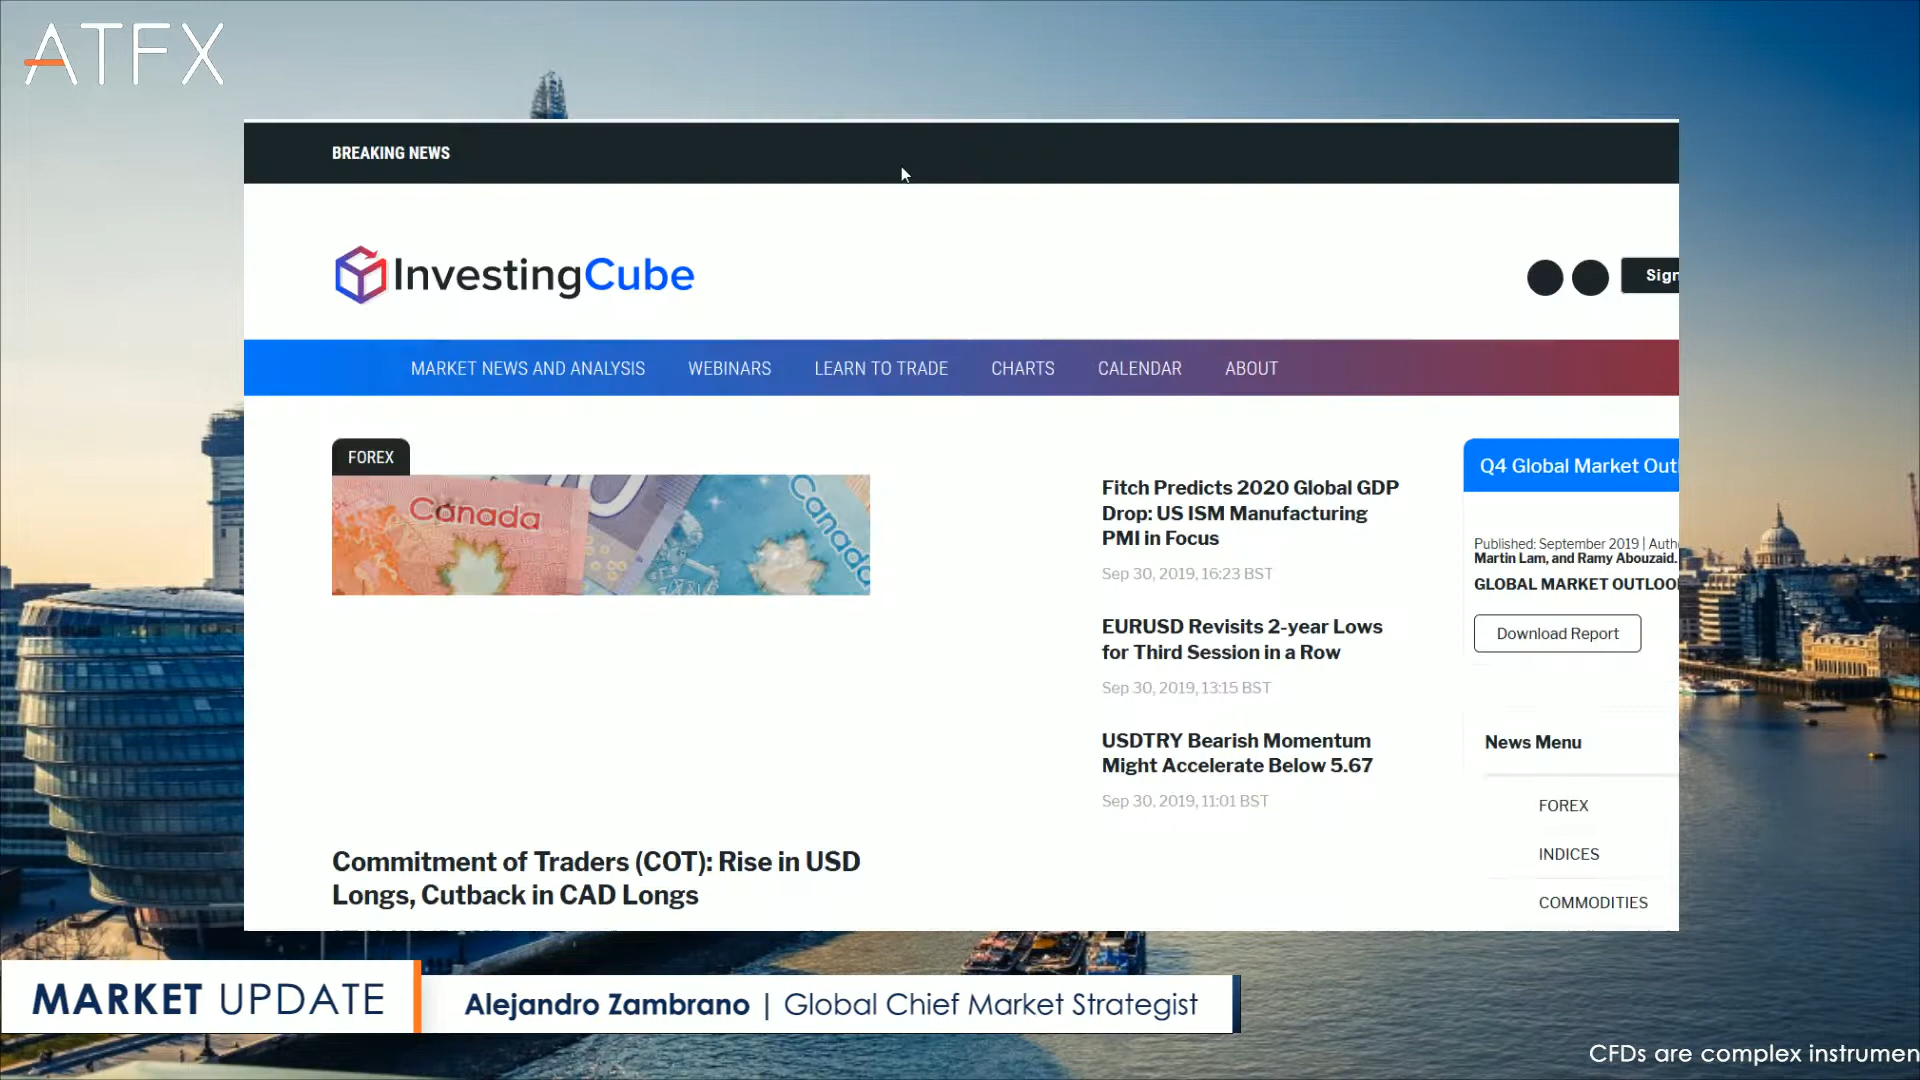 ATFX
BREAKING NEWS
InvestingCube
Sign
MARKET NEWS AND ANALYSIS WEBINARS LEARN TO TRADE CHARTS CALENDAR ABOUT
FOREX
Canada
Canada
Commitment of Traders (COT): Rise in USD
Longs, Cutback in CAD Longs
Fitch Predicts 2020 Global GDP
Drop: US ISM Manufacturing
PMI in Focus
Sep 30, 2019, 16:23 BST
EURUSD Revisits 2-year Lows
for Third Session in a Row
Sep 30, 2019, 13:15 BST
USDTRY Bearish Momentum
Might Accelerate Below 5.67
Sep 30, 2019, 11:01 BST
Q4 Global Market Out
Published: September 2019 | Auth
Martin Lam, and Ramy Abouzaid.
GLOBAL MARKET OUTLOO
Download Report
News Menu
FOREX
INDICES
COMMODITIES
MARKET UPDATE
Alejandro Zambrano | Global Chief Market Strategist
CFDs are complex instrumen